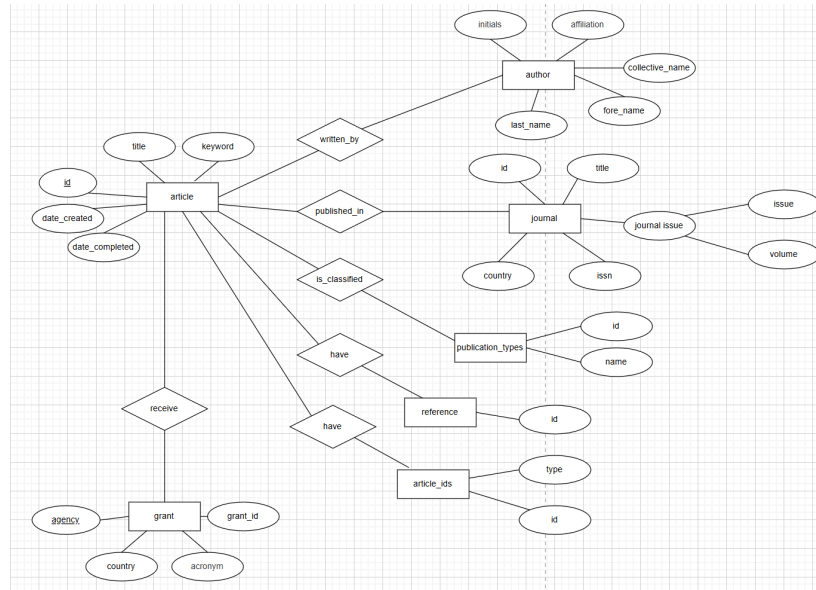 initials
affiliation
author
collective_name
fore_name
last_name
written_by
title
keyword
id
article
date_created
date_completed
id
title
published_in
journal
journal issue
issue
volume
country
issn
is_classified
publication_types
id
name
have
reference
id
receive
have
article_ids
type
id
agency
grant
grant_id
country
acronym